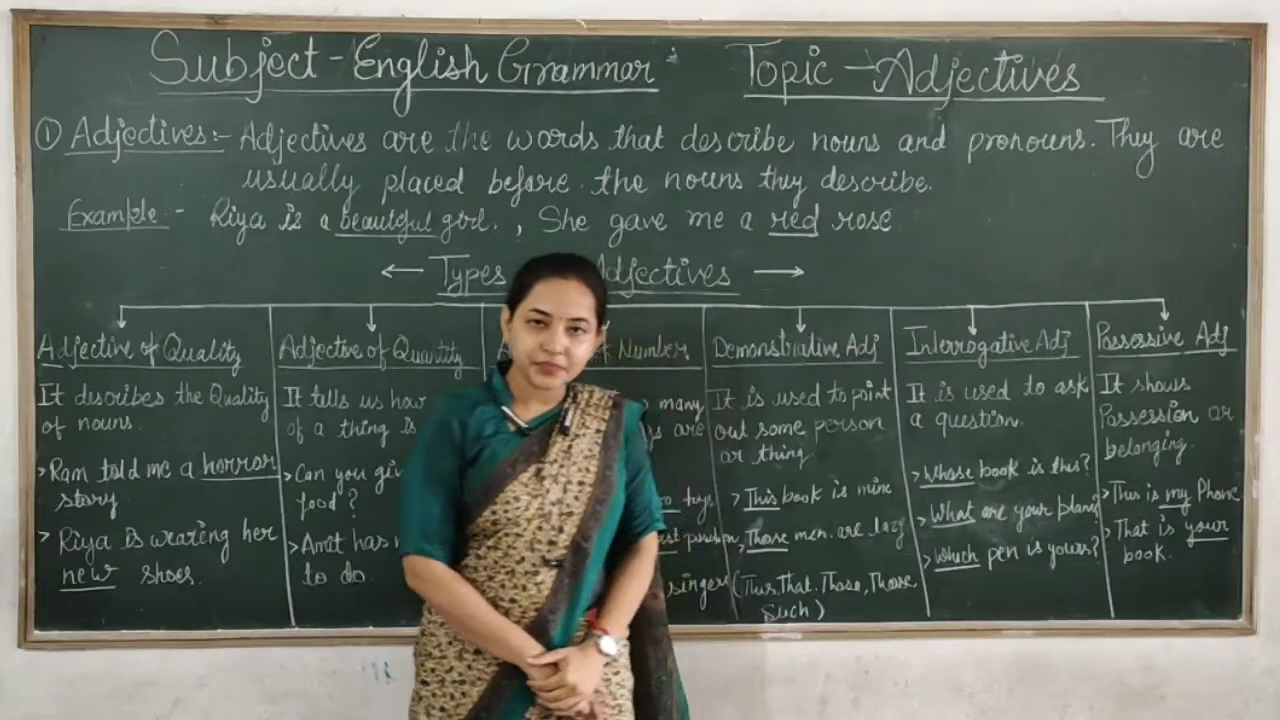 Subject - English Grammar Topic - Adjectives
① Adjectives:- Adjectives are the words that describe nouns and pronouns. They are
usually placed before the nouns they describe.
Example - Riya is a beautiful girl. , She gave me a red rose
← Types Adjectives →
Adjective of Quality
It describes the Quality
of nouns.
> Ram told me a horror
story
> Riya is wearing her
new shoes.
Adjective of Quantity
It tells us how
of a thing is
> Can you
food ?
> Amit has
to do.
Number
many
are
singers
Demonstrative Adj
It is used to point
out some person
or thing
> This book is mine
> Those men are lazy
(This, That, These, Those,
Such)
Interrogative Adj
It is used to ask
a question.
> Whose book is this?
> What are your plans?
> Which pen is yours?
Possessive Adj
It shows
Possession or
belonging.
> This is my Phone
> That is your
book.